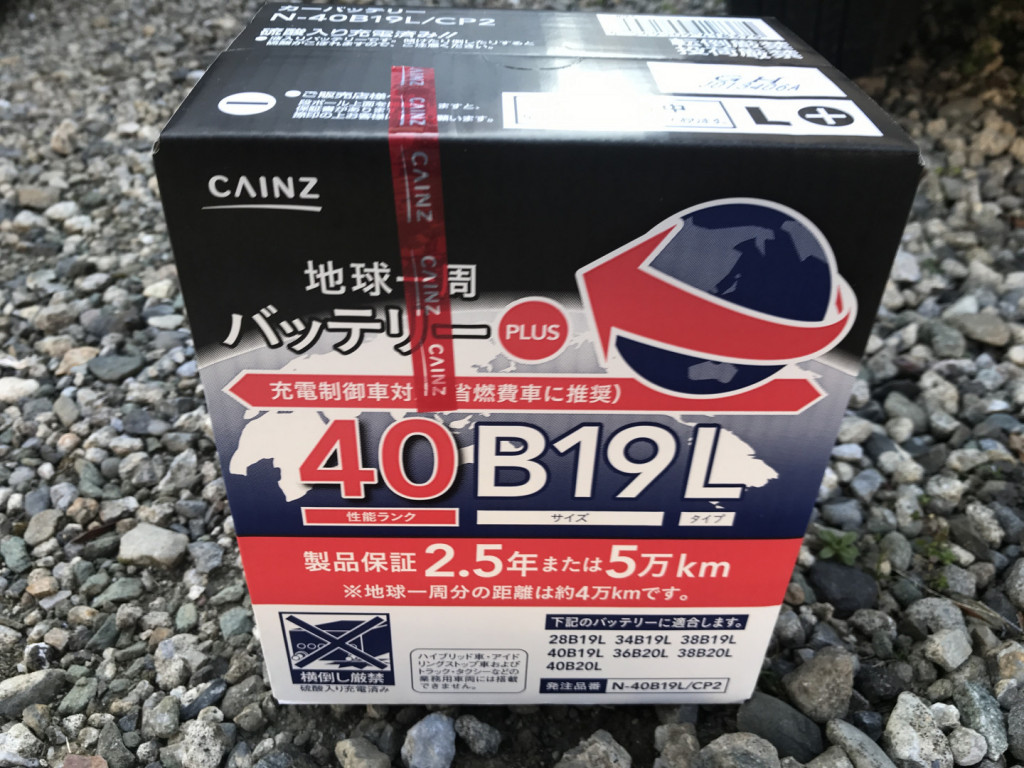 カーバッテリー
N-40B19L/CP2
硫酸入り充電済み!!
投倒厳禁
CAINZ
CAINZ
CAINZ
CAINZ
CAINZ
CAINZ
地球一周
バッテリー PLUS
充電制御車対 省燃費車に推奨)
40B19L
性能ランク サイズ タイプ
製品保証 2.5年または5万km
※地球一周分の距離は約4万kmです。
横倒し厳禁
硫酸入り充電済み
ハイブリッド車・アイド
リングストップ車および
トラック・タクシーなどの
業務用車両には搭載
できません。
下記のバッテリーに適合します。
28B19L 34B19L 38B19L
40B19L 36B20L 38B20L
40B20L
発注品番 N-40B19L/CP2